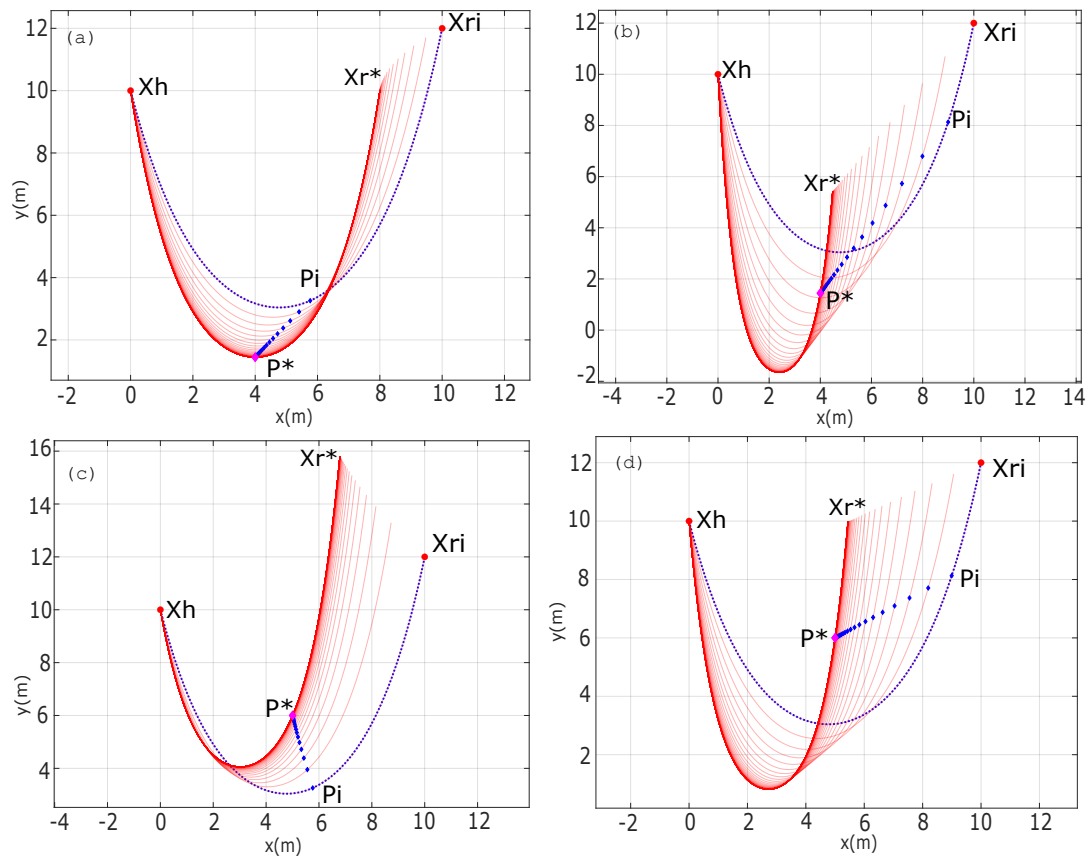 (a)
12
10
8
6
4
2
y(m)
Xh
Xr*
Xri
Pi
P*
-2 0 2 4 6 8 10 12
x(m)
(b)
12
10
8
6
4
2
0
-2
y(m)
Xh
Xri
Pi
Xr*
P*
-2 0 2 4 6 8 10 12 14
x(m)
(c)
16
14
12
10
8
6
4
y(m)
Xr*
Xri
Xh
P*
Pi
-4 -2 0 2 4 6 8 10 12 14
x(m)
(d)
12
10
8
6
4
2
y(m)
Xri
Xh
Xr*
Pi
P*
-2 0 2 4 6 8 10 12
x(m)